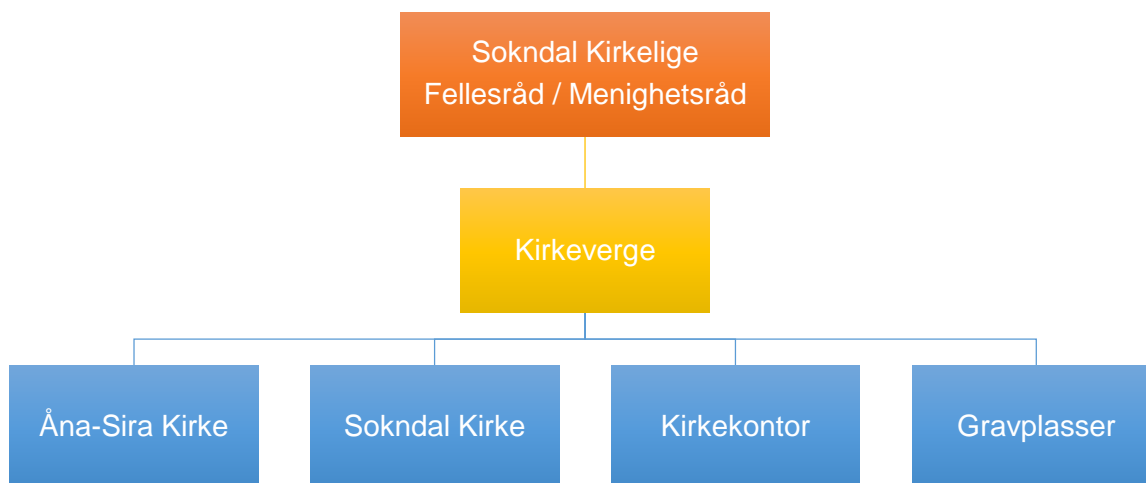 Sokndal Kirkelige
Fellesråd / Menighetsråd
Kirkeverge
Åna-Sira Kirke
Sokndal Kirke
Kirkekontor
Gravplasser